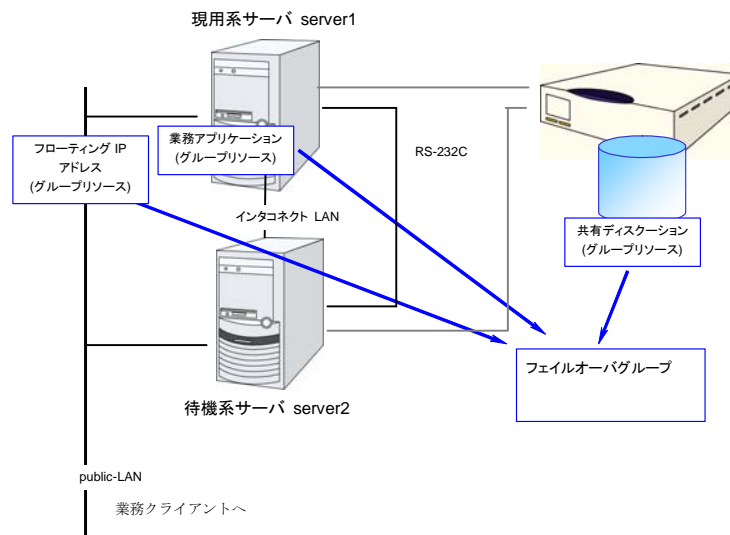 現用系サーバ server1
フローティング IP
アドレス
(グループリソース)
業務アプリケーション
(グループリソース)
RS-232C
インタコネクト LAN
共有ディスクーション
(グループリソース)
フェイルオーバグループ
待機系サーバ server2
public-LAN
業務クライアントへ